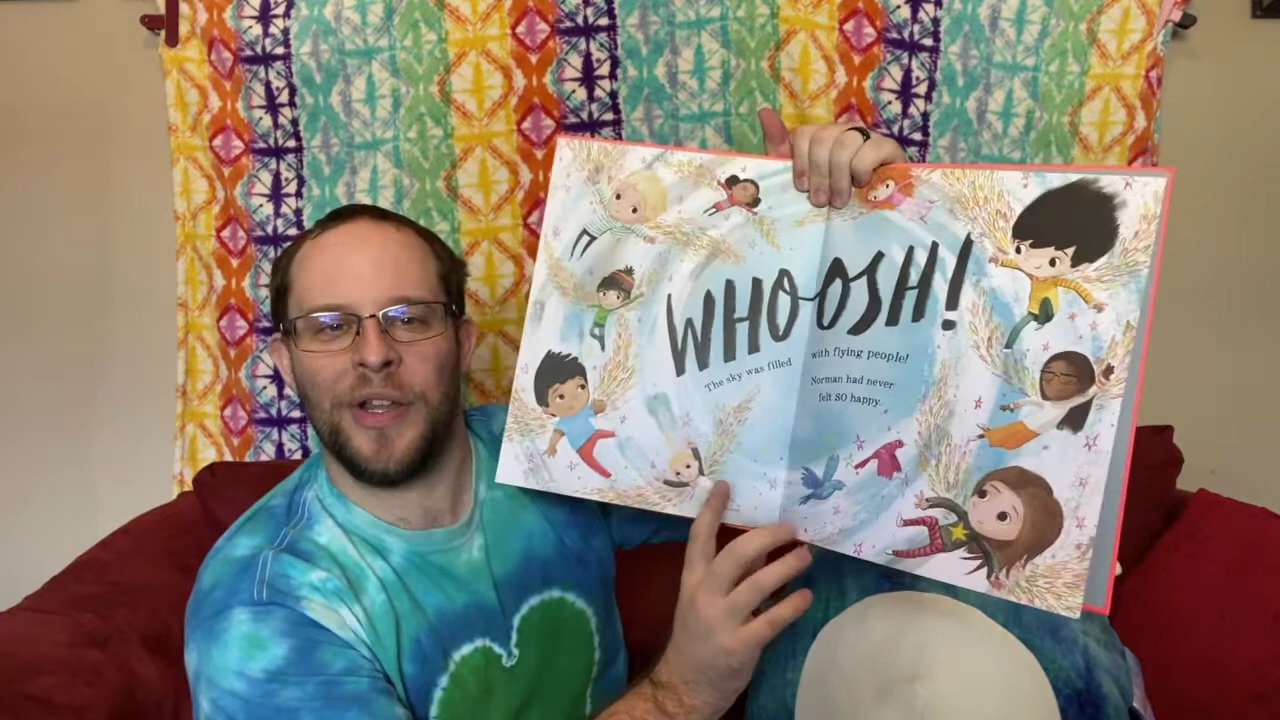 WHOOSH!
The sky was filled
with flying people!
Norman had never
felt SO happy.